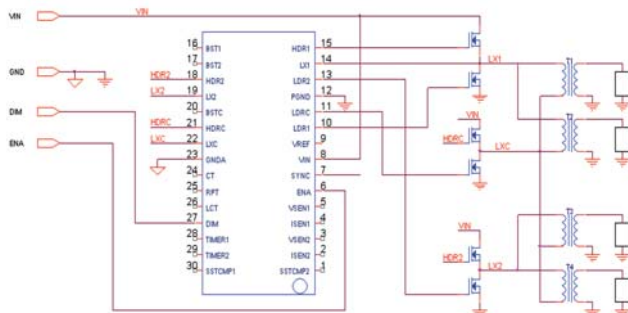 VIN VIN
16 BST1 HDR1 15
17 BST2 LX1 14 LX1 T1
GND HDR2 18 HDR2 LDR2 13
LX2 19 LX2 PGND 12
20 BSTC LDRC 11
DIM HDRC 21 HDRC LDR1 10 VIN T2
LXC 22 LXC VREF 9 HDRC
ENA 23 GNDA VIN 8 LXC
24 CT SYNC 7
25 RPT ENA 6
26 LCT VSEN1 5
27 DIM ISEN1 4 T3
28 TIMER1 VSEN2 3 VIN
29 TIMER2 ISEN2 2 HDR2
30 SSTCMP1 SSTCMP2 1 LX2 T4